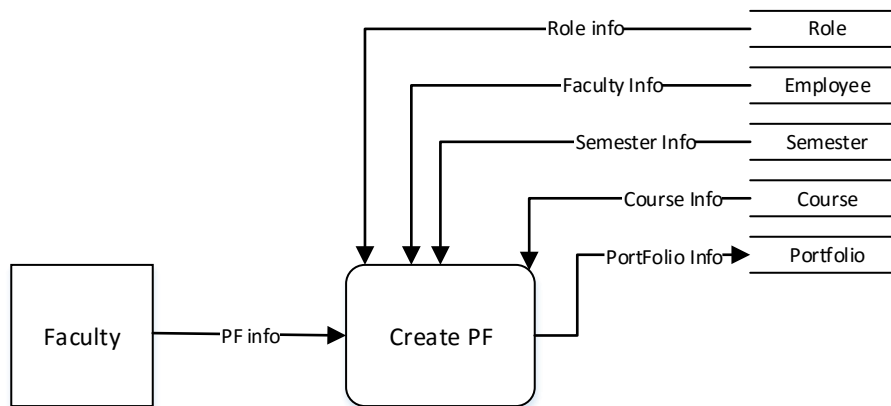 Role info
Role
Faculty Info
Employee
Semester Info
Semester
Course Info
Course
PortFolio Info
Portfolio
Faculty
PF info
Create PF